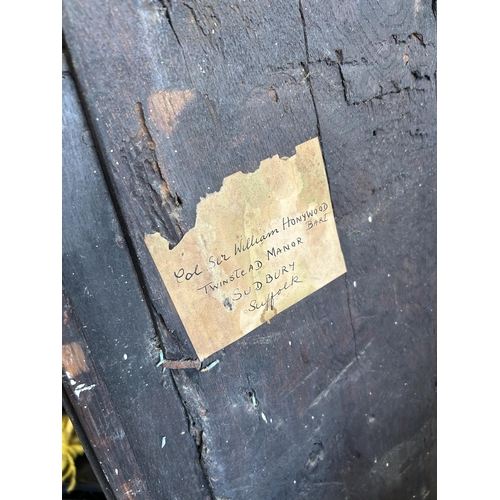 Col Sir William HONYWOOD
BART
TWINSTEAD MANOR
SUDBURY
Suffolk